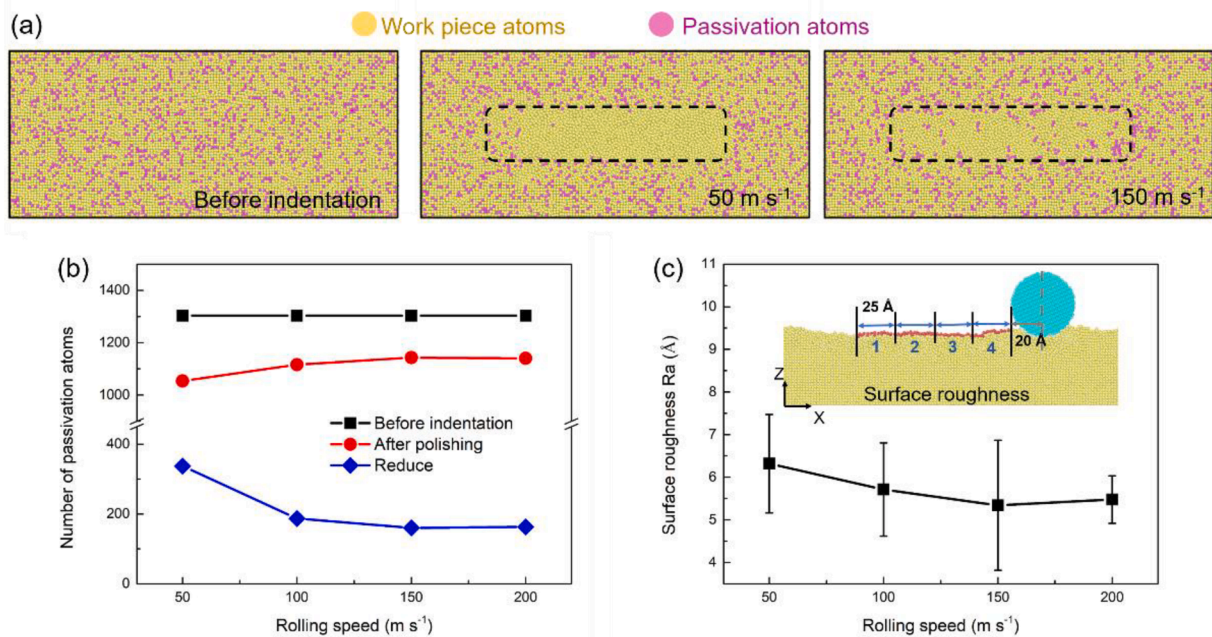 (a)
Work piece atoms
Passivation atoms
Before indentation
50 m s⁻¹
150 m s⁻¹
(b)
1400
1200
1000
400
200
0
Number of passivation atoms
Before indentation
After polishing
Reduce
50
100
150
200
Rolling speed (m s⁻¹)
(c)
11
10
9
8
7
6
5
4
Surface roughness Ra (Å)
25 Å
1
2
3
4
20 Å
Z
X
Surface roughness
50
100
150
200
Rolling speed (m s⁻¹)